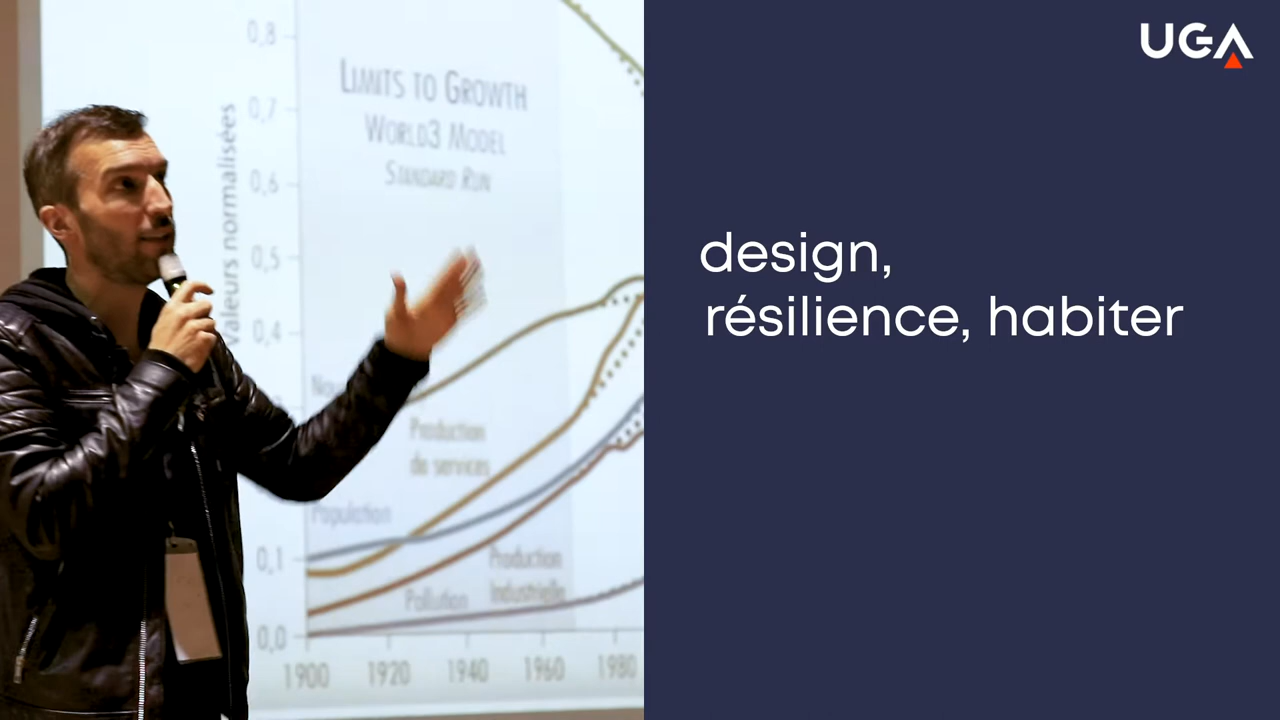 0,8
LIMITS TO GROWTH
WORLD3 MODEL
STANDARD RUN
0,7
0,6
0,5
0,4
Valeurs normalisées
Production
de services
Population
Production
Industrielle
Pollution
0,1
0,0
1900 1920 1940 1960 1980
UGA
design,
résilience, habiter